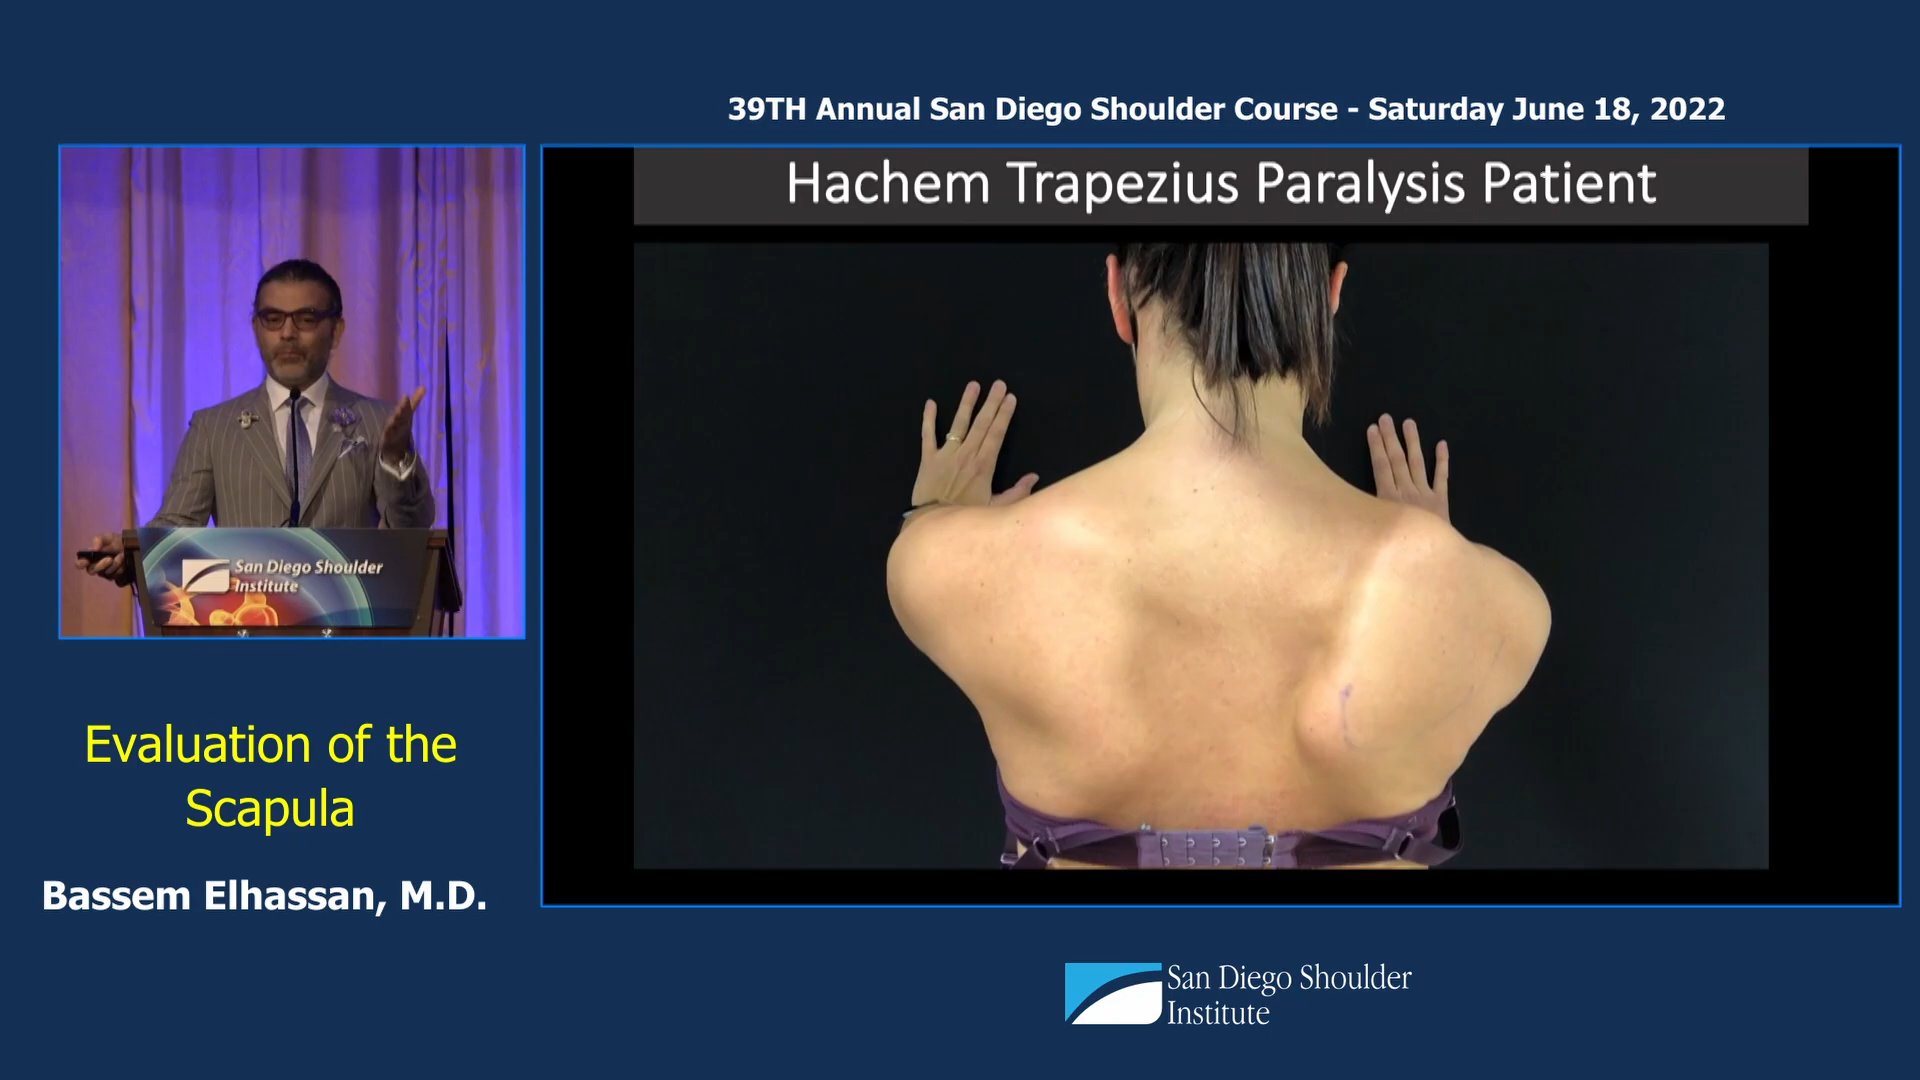 39TH Annual San Diego Shoulder Course - Saturday June 18, 2022
Hachem Trapezius Paralysis Patient
San Diego Shoulder
Institute
Evaluation of the
Scapula
Bassem Elhassan, M.D.
San Diego Shoulder
Institute